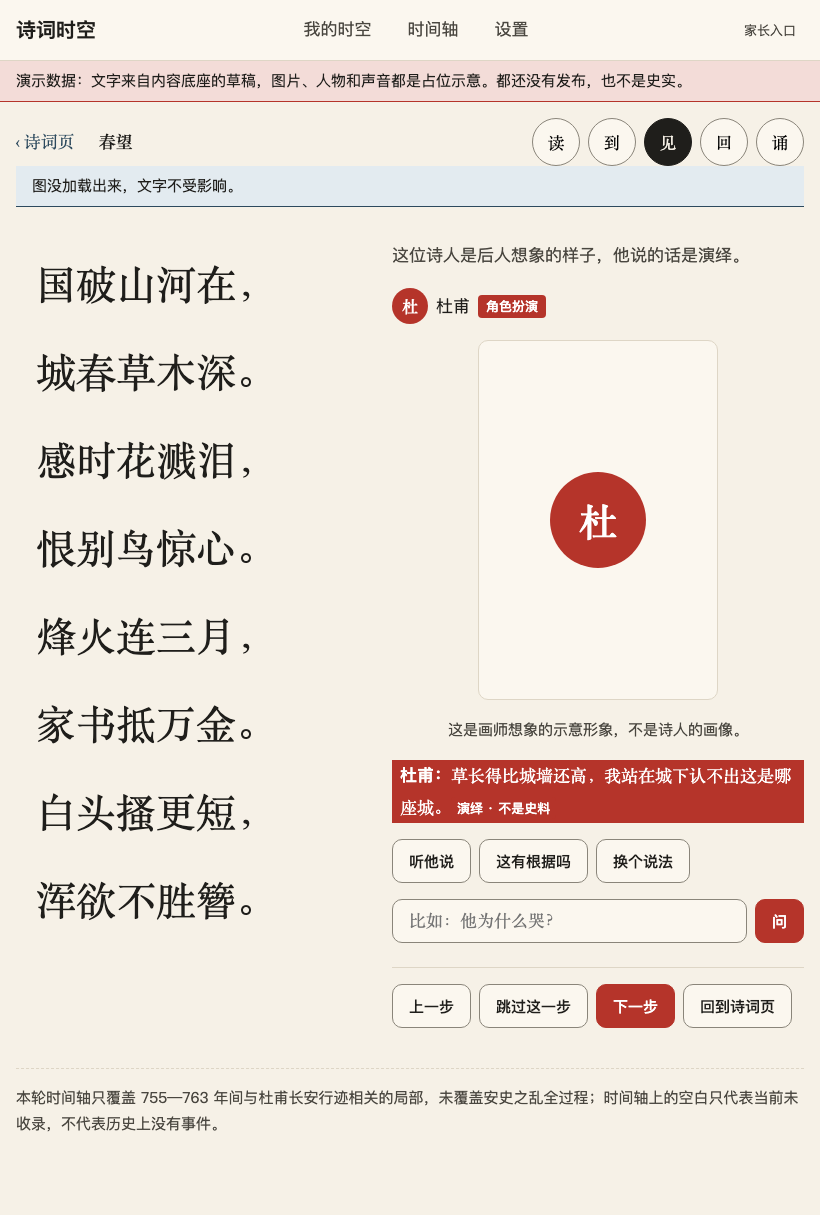 诗词时空 我的时空 时间轴 设置 家长入口
演示数据：文字来自内容底座的草稿，图片、人物和声音都是占位示意。都还没有发布，也不是史实。
‹ 诗词页 春望 读 到 见 回 诵
图没加载出来，文字不受影响。
国破山河在，
城春草木深。
感时花溅泪，
恨别鸟惊心。
烽火连三月，
家书抵万金。
白头搔更短，
浑欲不胜簪。
这位诗人是后人想象的样子，他说的话是演绎。
杜 杜甫 角色扮演
杜
这是画师想象的示意形象，不是诗人的画像。
杜甫：草长得比城墙还高，我站在城下认不出这是哪
座城。 演绎 · 不是史料
听他说 这有根据吗 换个说法
比如：他为什么哭？ 问
上一步 跳过这一步 下一步 回到诗词页
本轮时间轴只覆盖 755—763 年间与杜甫长安行迹相关的局部，未覆盖安史之乱全过程；时间轴上的空白只代表当前未
收录，不代表历史上没有事件。